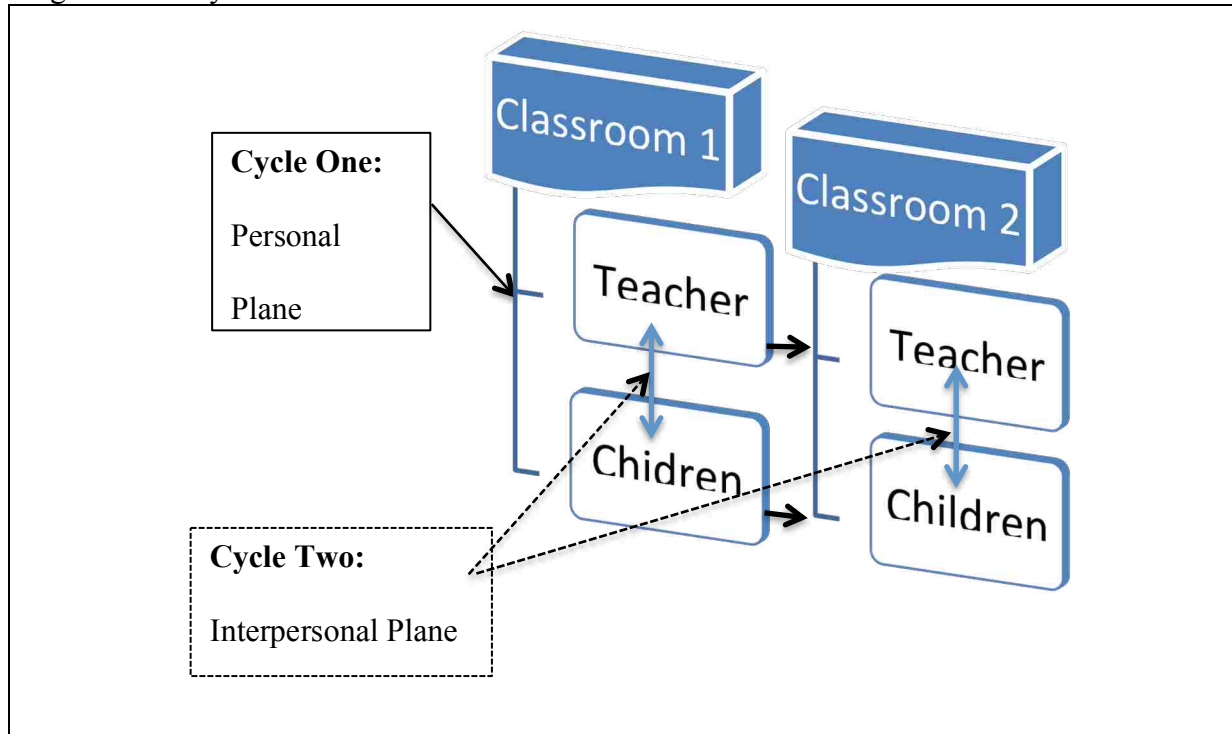 Classroom 1
Classroom 2
Cycle One:
Personal
Plane
Teacher
Teacher
Chidren
Children
Cycle Two:
Interpersonal Plane